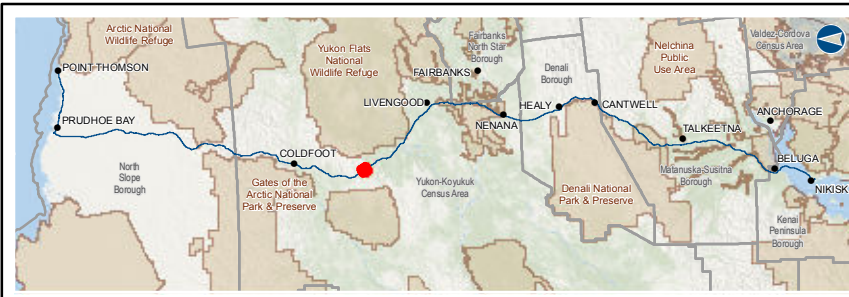 Arctic National
Wildlife Refuge
POINT THOMSON
PRUDHOE BAY
North
Slope
Borough
COLDFOOT
Gates of the
Arctic National
Park & Preserve
Yukon Flats
National
Wildlife Refuge
LIVENGOOD
Yukon-Koyukuk
Census Area
Fairbanks
North Star
Borough
FAIRBANKS
NENANA
Denali
Borough
HEALY
CANTWELL
Denali National
Park & Preserve
Nelchina
Public
Use Area
TALKEETNA
Matanuska-Susitna
Borough
Valdez-Cordova
Census Area
ANCHORAGE
BELUGA
NIKISKI
Kenai
Peninsula
Borough